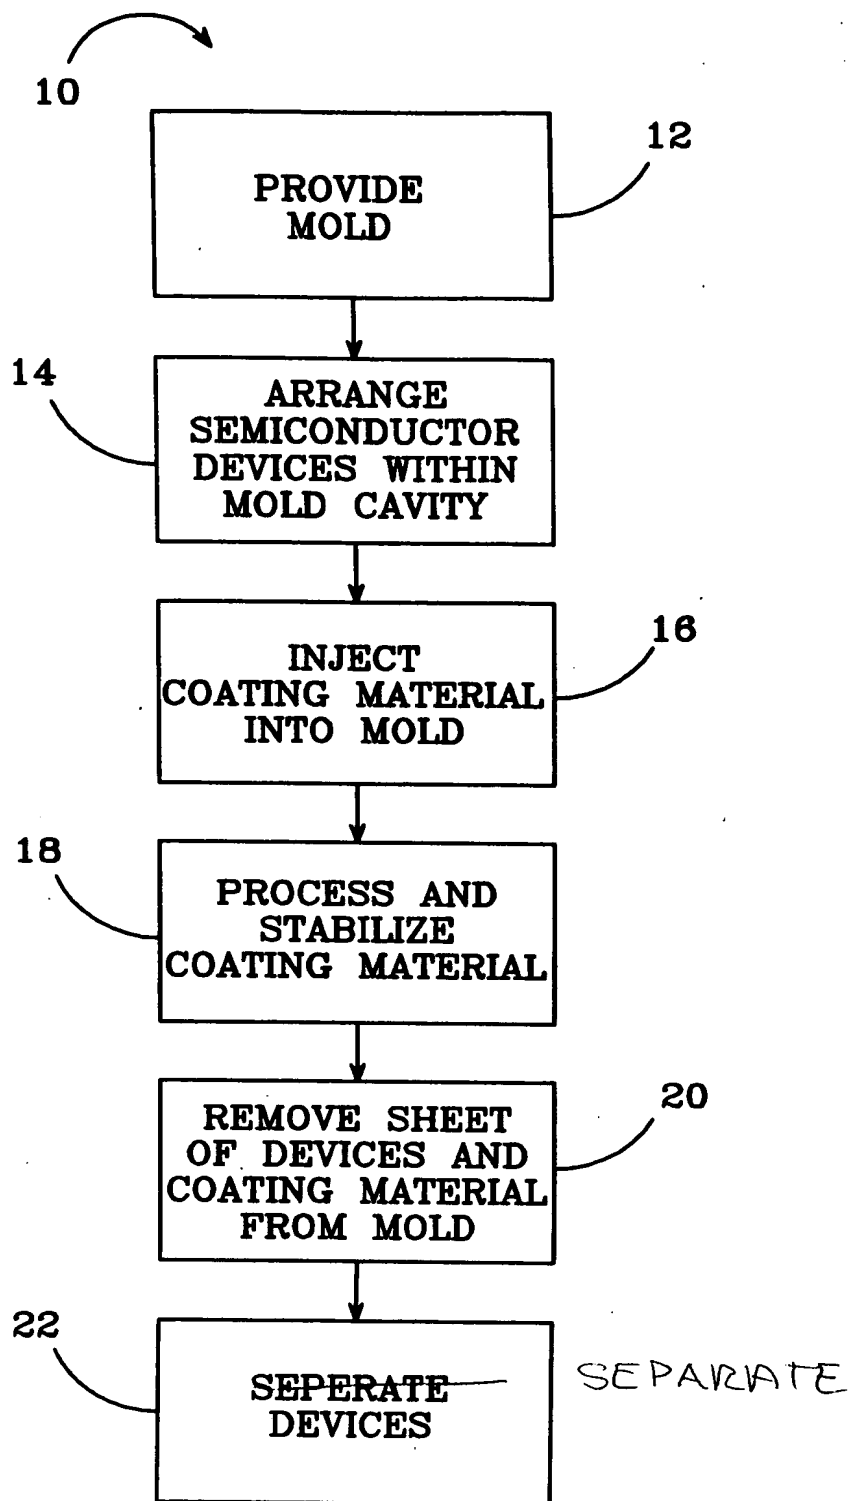 10
12
PROVIDE
MOLD
14
ARRANGE
SEMICONDUCTOR
DEVICES WITHIN
MOLD CAVITY
16
INJECT
COATING MATERIAL
INTO MOLD
18
PROCESS AND
STABILIZE
COATING MATERIAL
20
REMOVE SHEET
OF DEVICES AND
COATING MATERIAL
FROM MOLD
22
SEPERATE SEPARATE
DEVICES